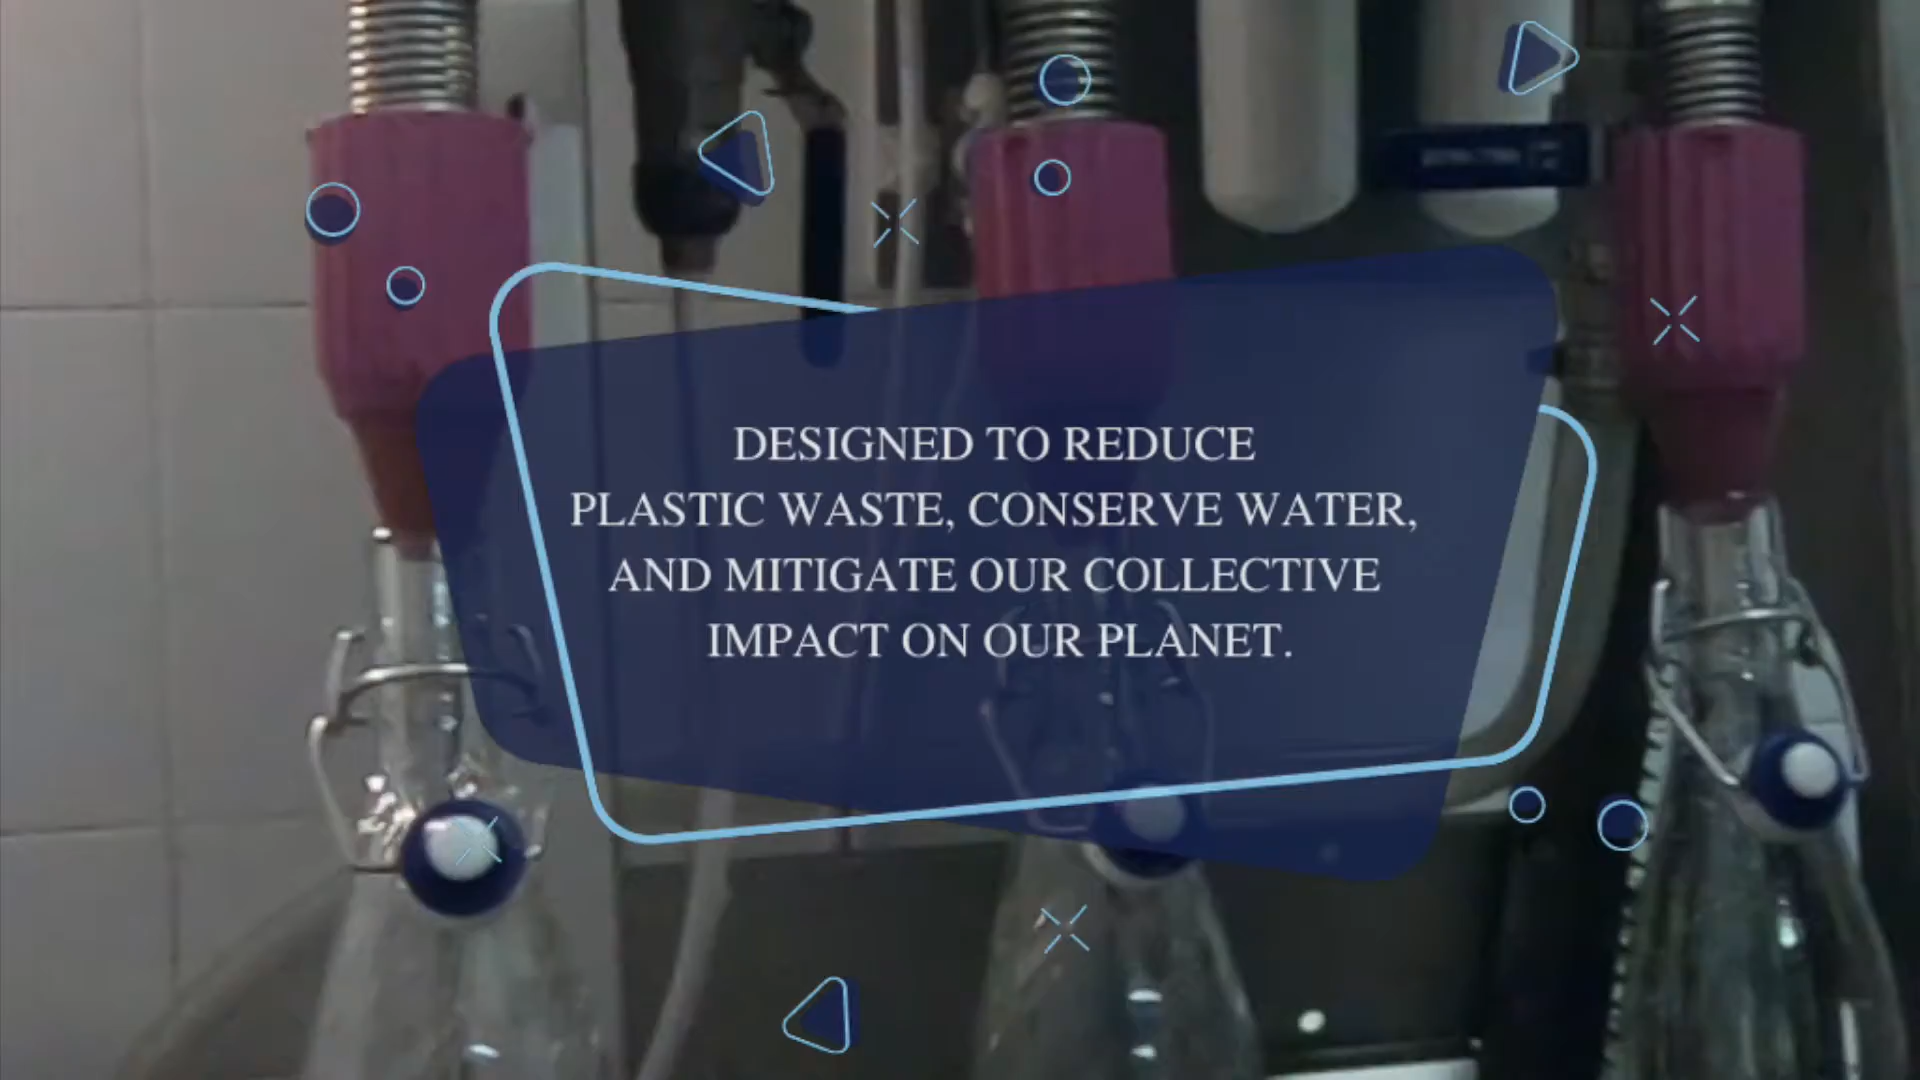 DESIGNED TO REDUCE
PLASTIC WASTE, CONSERVE WATER,
AND MITIGATE OUR COLLECTIVE
IMPACT ON OUR PLANET.